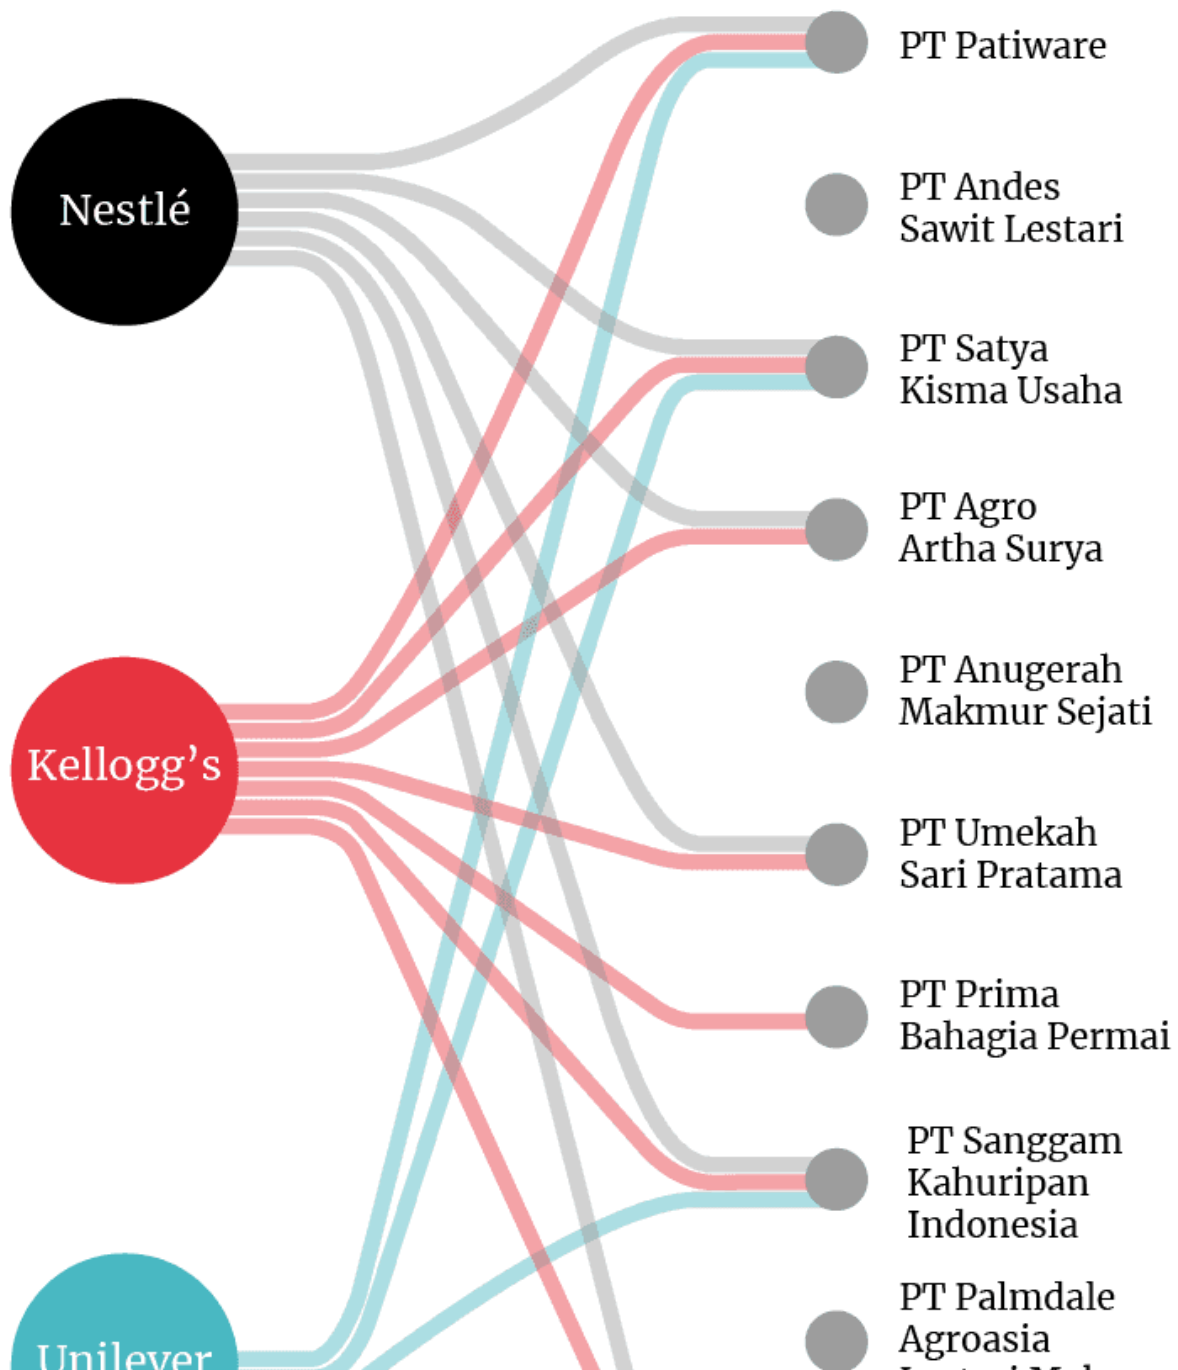 PT Patiware
Nestlé
PT Andes
Sawit Lestari
PT Satya
Kisma Usaha
PT Agro
Artha Surya
PT Anugerah
Makmur Sejati
Kellogg’s
PT Umekah
Sari Pratama
PT Prima
Bahagia Permai
PT Sanggam
Kahuripan
Indonesia
PT Palmdale
Agroasia
Unilever